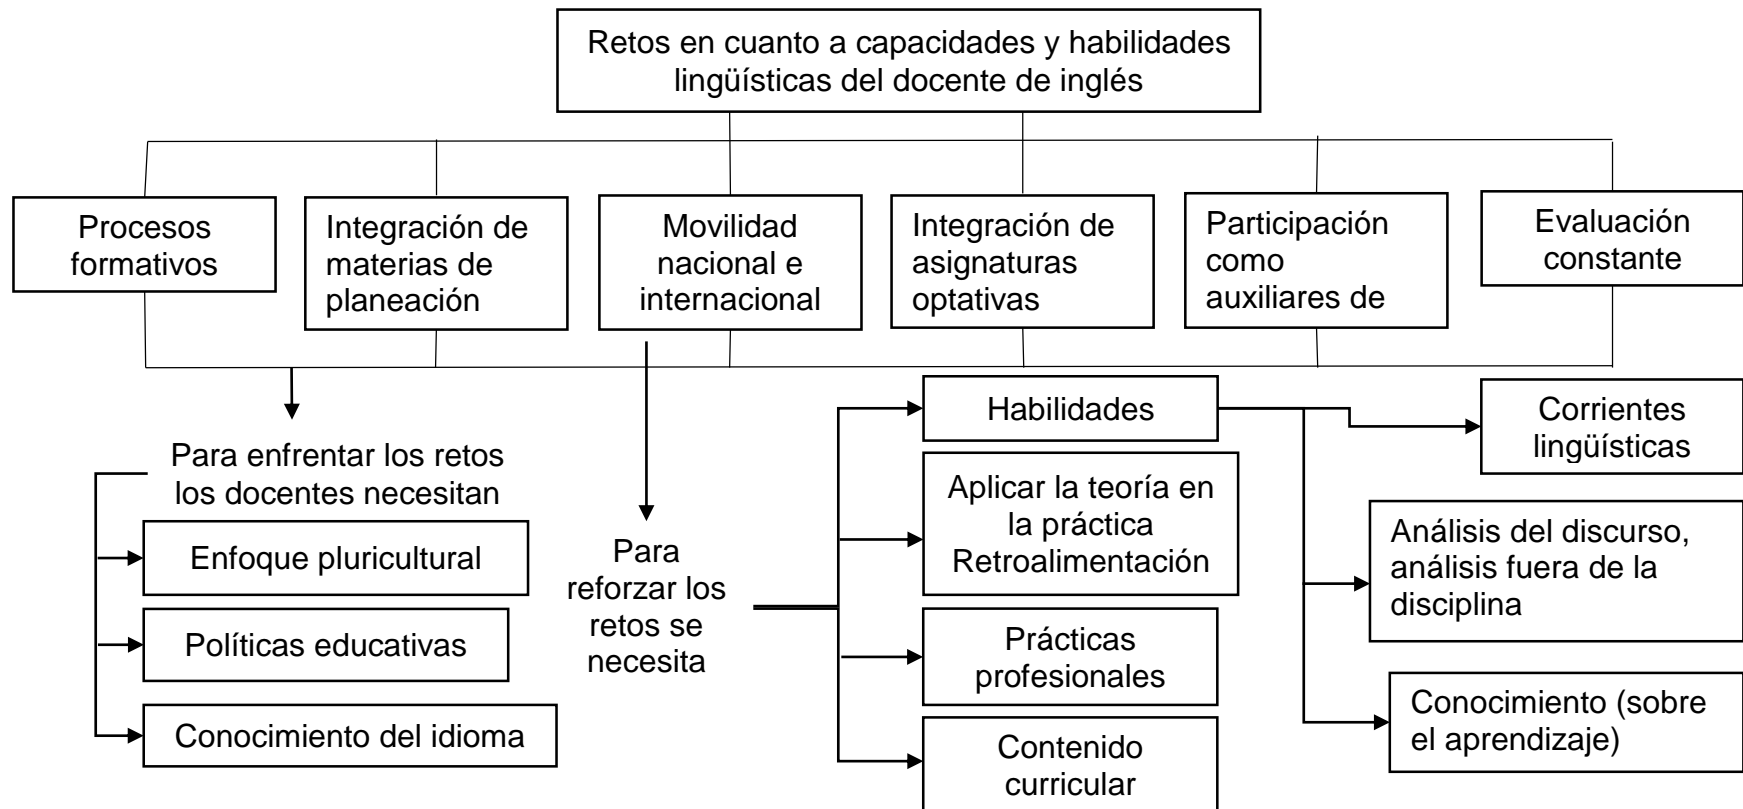 Retos en cuanto a capacidades y habilidades
lingüísticas del docente de inglés
Procesos
formativos
Integración de
materias de
planeación
Movilidad
nacional e
internacional
Integración de
asignaturas
optativas
Participación
como
auxiliares de
Evaluación
constante
Para enfrentar los retos
los docentes necesitan
Enfoque pluricultural
Políticas educativas
Conocimiento del idioma
Para
reforzar los
retos se
necesita
Habilidades
Aplicar la teoría en
la práctica
Retroalimentación
Prácticas
profesionales
Contenido
curricular
Corrientes
lingüísticas
Análisis del discurso,
análisis fuera de la
disciplina
Conocimiento (sobre
el aprendizaje)